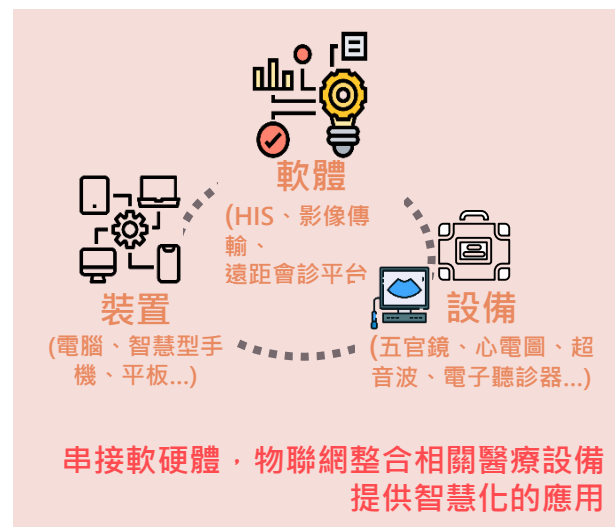 軟體
(HIS、影像傳
輸、
遠距會診平台
裝置
(電腦、智慧型手
機、平板...)
設備
(五官鏡、心電圖、超
音波、電子聽診器...)
串接軟硬體，物聯網整合相關醫療設備
提供智慧化的應用